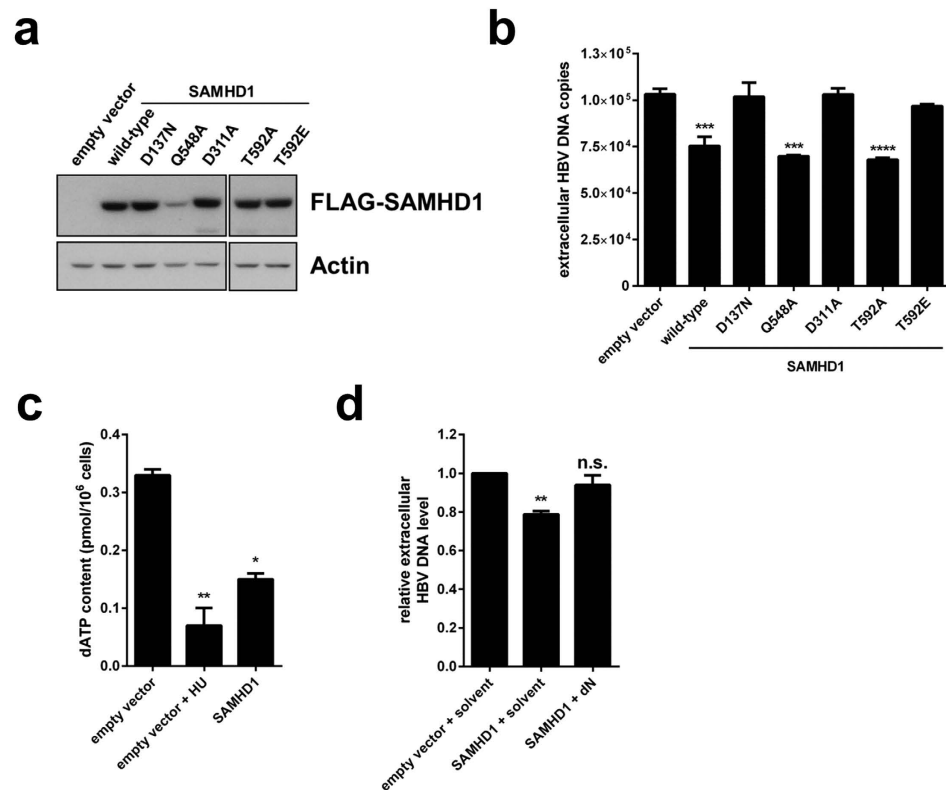 a
SAMHD1
empty vector
wild-type
D137N
Q548A
D311A
T592A
T592E
FLAG-SAMHD1
Actin
b
extracellular HBV DNA copies
1.3×10⁵
1.0×10⁵
7.5×10⁴
5.0×10⁴
2.5×10⁴
0
***
***
****
empty vector
wild-type
D137N
Q548A
D311A
T592A
T592E
SAMHD1
c
dATP content (pmol/10⁶ cells)
0.4
0.3
0.2
0.1
0.0
**
*
empty vector
empty vector + HU
SAMHD1
d
relative extracellular
HBV DNA level
1.2
1.0
0.8
0.6
0.4
0.2
0.0
**
n.s.
empty vector + solvent
SAMHD1 + solvent
SAMHD1 + dN